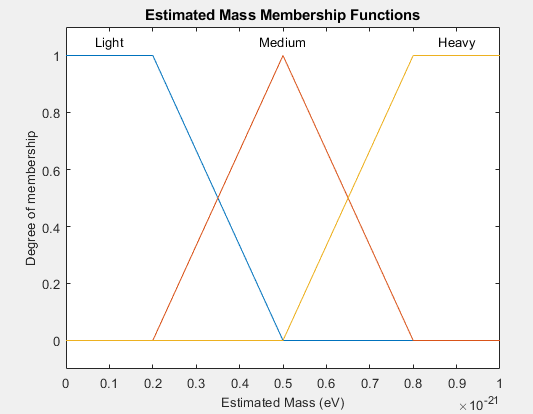 Estimated Mass Membership Functions
Light Medium Heavy
1
0.8
0.6
0.4
0.2
0
Degree of membership
0 0.1 0.2 0.3 0.4 0.5 0.6 0.7 0.8 0.9 1
Estimated Mass (eV)
×10⁻²¹